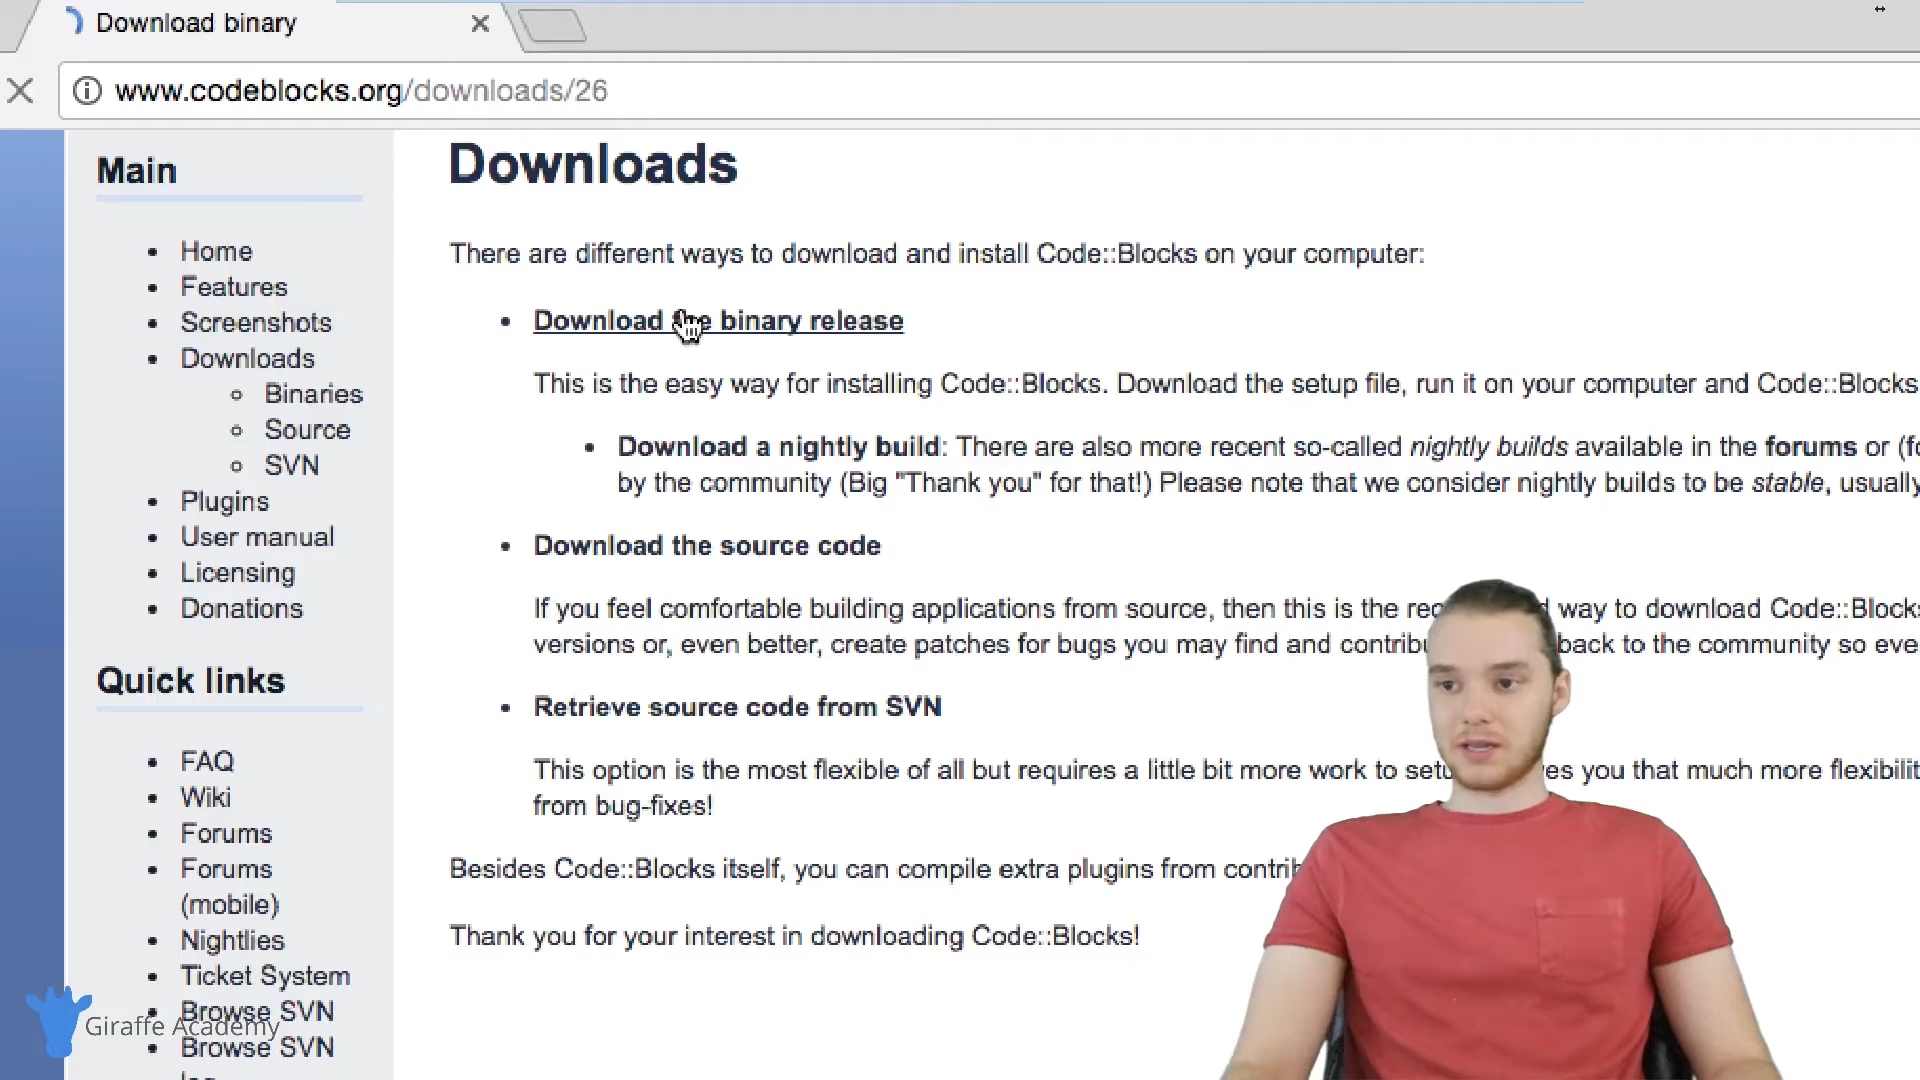 Download binary
www.codeblocks.org/downloads/26
Main
Home
Features
Screenshots
Downloads
Binaries
Source
SVN
Plugins
User manual
Licensing
Donations
Quick links
FAQ
Wiki
Forums
Forums
(mobile)
Nightlies
Ticket System
Browse SVN
Browse SVN
Downloads
There are different ways to download and install Code::Blocks on your computer:
Download the binary release
This is the easy way for installing Code::Blocks. Download the setup file, run it on your computer and Code::Blocks
Download a nightly build: There are also more recent so-called nightly builds available in the forums or
by the community (Big "Thank you" for that!) Please note that we consider nightly builds to be stable, usually
Download the source code
If you feel comfortable building applications from source, then this is the way to download Code::Blocks
versions or, even better, create patches for bugs you may find and back to the community so
Retrieve source code from SVN
This option is the most flexible of all but requires a little bit more work to you that much more
from bug-fixes!
Besides Code::Blocks itself, you can compile extra plugins from
Thank you for your interest in downloading Code::Blocks!
Giraffe Academy